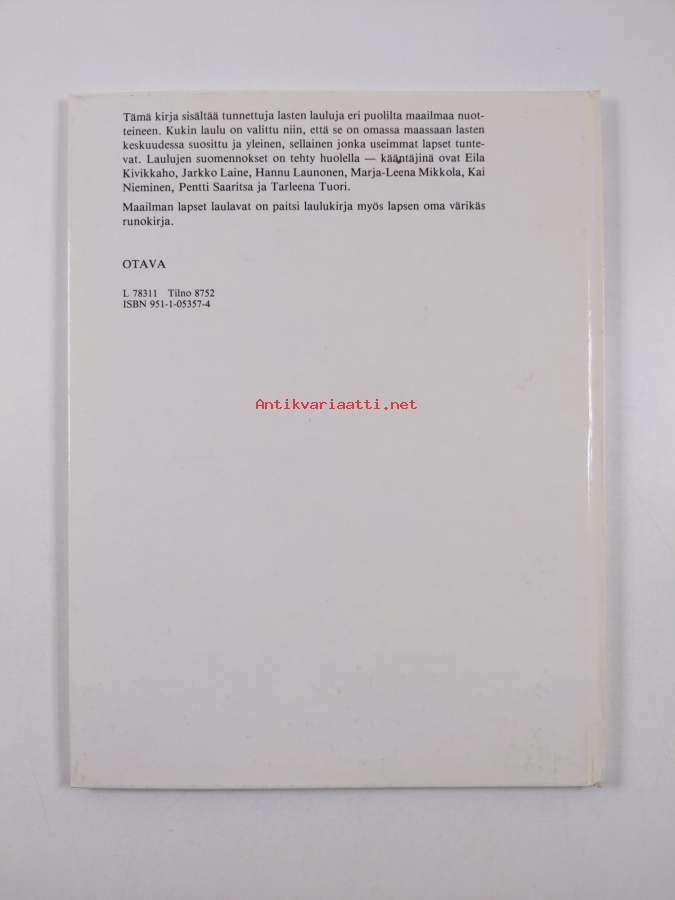 Tämä kirja sisältää tunnettuja lasten lauluja eri puolilta maailmaa nuot-
teineen. Kukin laulu on valittu niin, että se on omassa maassaan lasten
keskuudessa suosittu ja yleinen, sellainen jonka useimmat lapset tunte-
vat. Laulujen suomennokset on tehty huolella — kääntäjinä ovat Eila
Kivikkaho, Jarkko Laine, Hannu Launonen, Marja-Leena Mikkola, Kai
Nieminen, Pentti Saaritsa ja Tarleena Tuori.
Maailman lapset laulavat on paitsi laulukirja myös lapsen oma värikäs
runokirja.
OTAVA
L 78311 Tilno 8752
ISBN 951-1-05357-4
Antikvariaatti.net